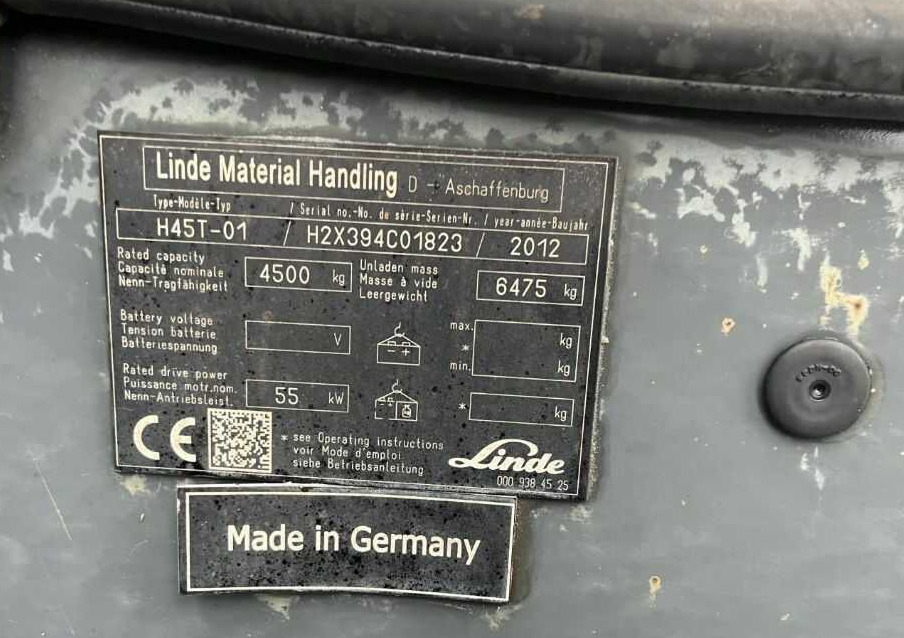 Linde Material Handling D - Aschaffenburg
Type-Modèle-Typ / Serial no.-No. de série-Serien-Nr. / year-année-Baujahr
H45T-01 / H2X394C01823 / 2012
Rated capacity
Capacité nominale
Nenn-Tragfähigkeit
4500 kg
Unladen mass
Masse à vide
Leergewicht
6475 kg
Battery voltage
Tension batterie
Batteriespannung
V
- +
max. kg
*
min. kg
Rated drive power
Puissance motr.nom.
Nenn-Antriebsleist.
55 kW
- +
* kg
CE
* see Operating instructions
voir Mode d'emploi
siehe Betriebsanleitung
Linde
000 938 45 25
Made in Germany